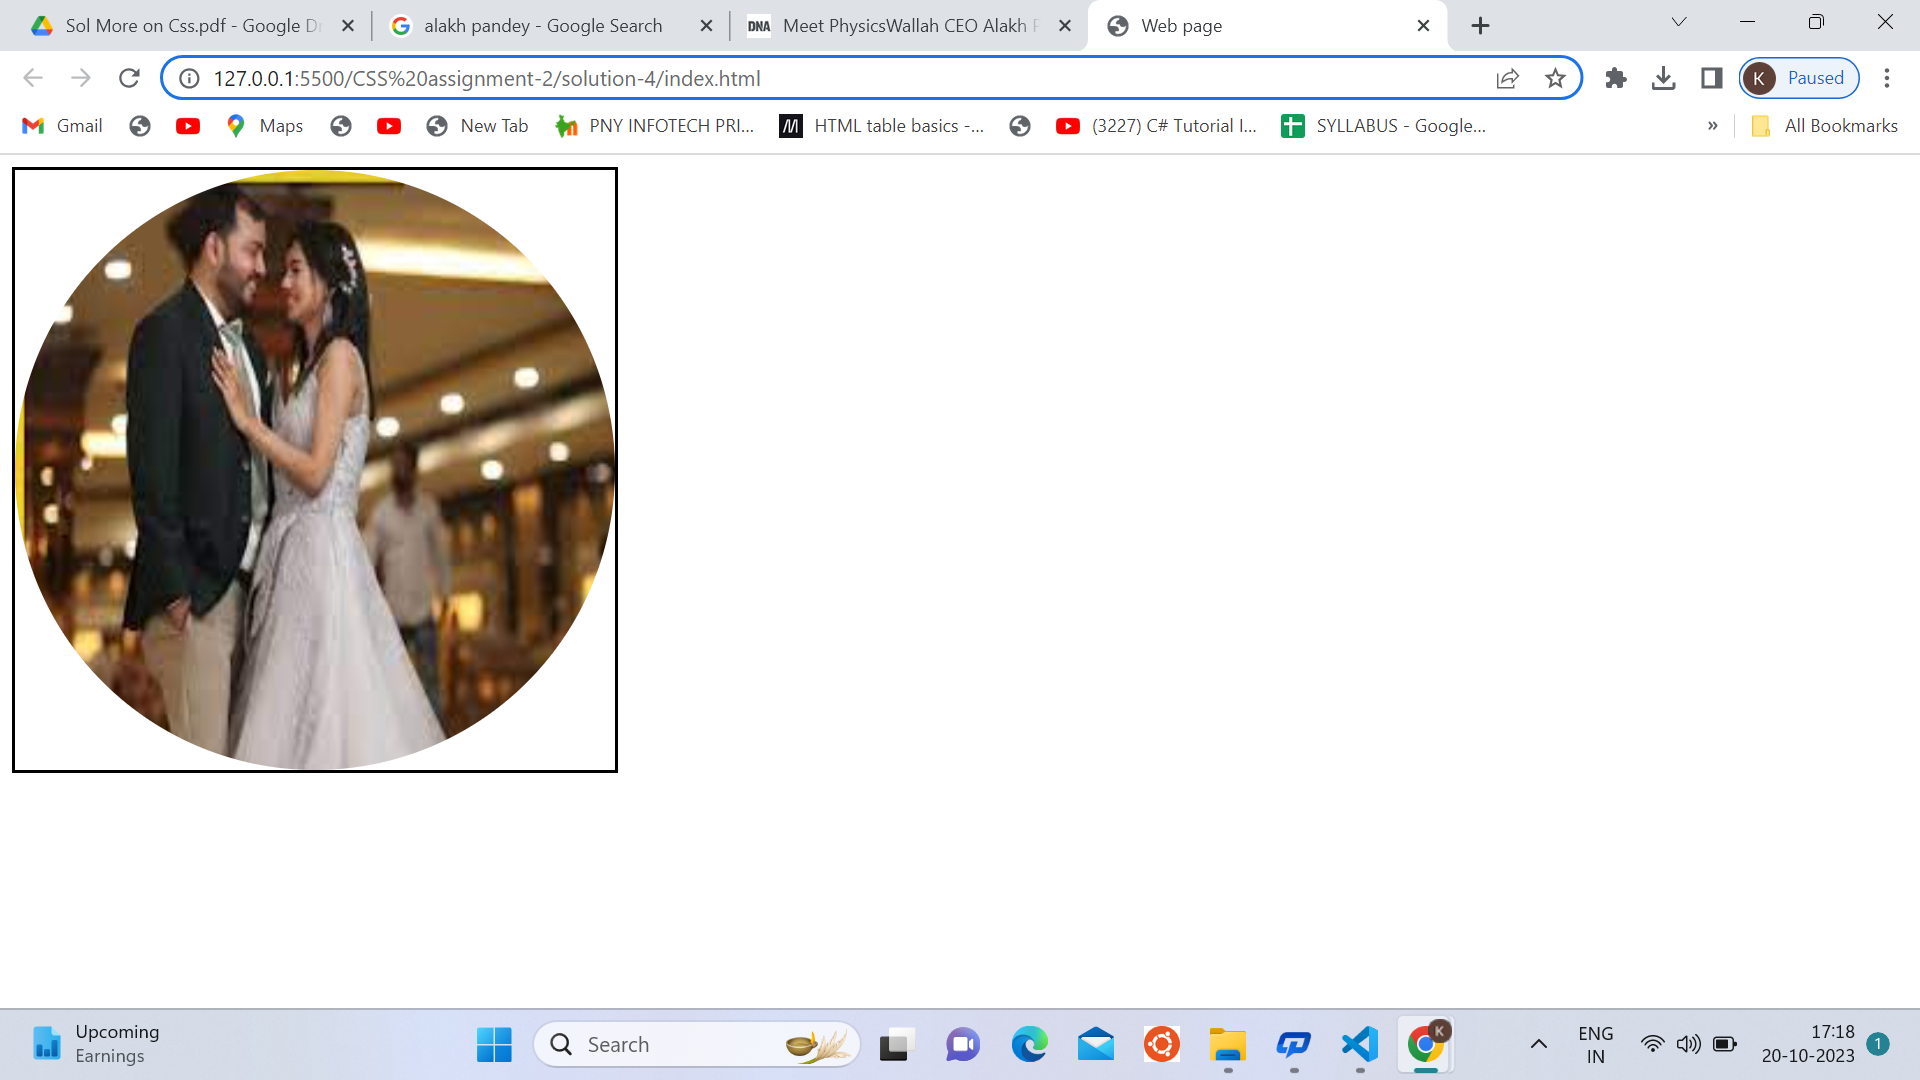 Sol More on Css.pdf - Google Dr
alakh pandey - Google Search
DNA Meet PhysicsWallah CEO Alakh P
Web page
127.0.0.1:5500/CSS%20assignment-2/solution-4/index.html
K Paused
Gmail
Maps
New Tab
PNY INFOTECH PRI...
HTML table basics -...
(3227) C# Tutorial I...
SYLLABUS - Google...
»
All Bookmarks
Upcoming
Earnings
Search
K
ENG
IN
17:18
20-10-2023
1